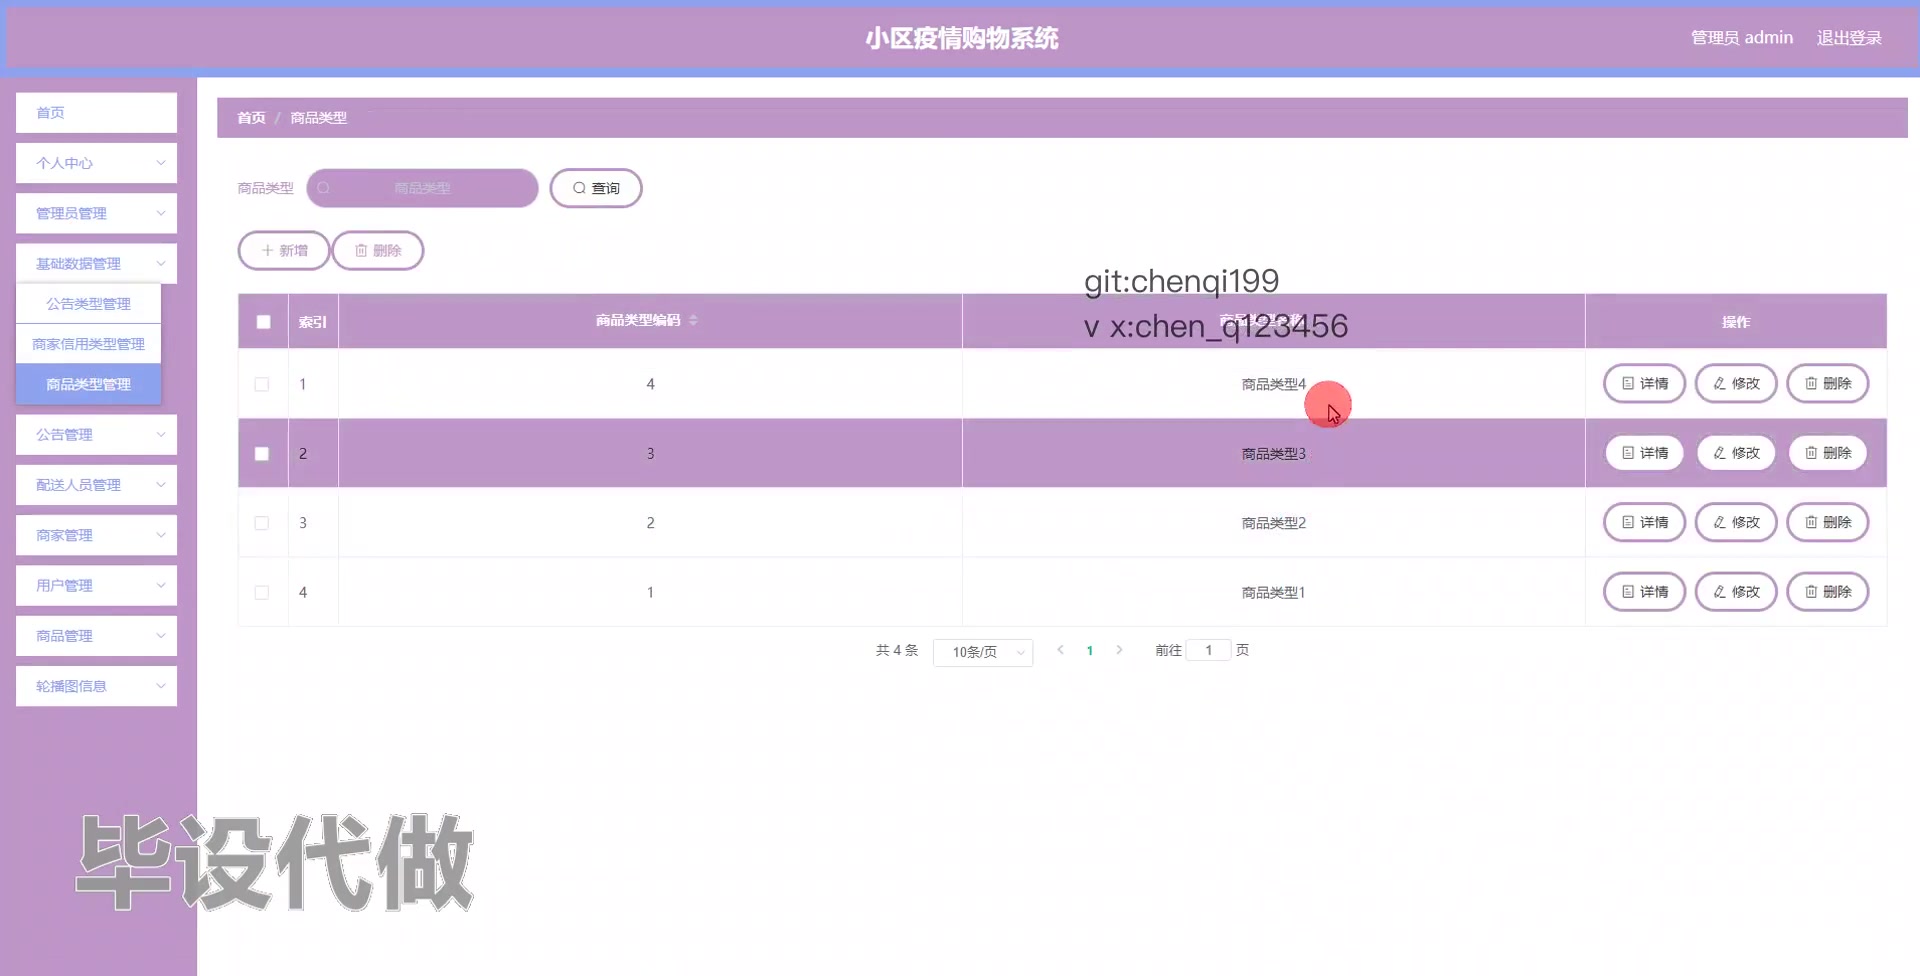 小区疫情购物系统
管理员 admin 退出登录
首页
个人中心
管理员管理
基础数据管理
公告类型管理
商家信用类型管理
商品类型管理
公告管理
配送人员管理
商家管理
用户管理
商品管理
轮播图信息
首页 / 商品类型
商品类型 商品类型 查询
新增 删除
git:chenqi199
v x:chen_q123456
索引 商品类型编码 商品类型名称 操作
1 4 商品类型4 详情 修改 删除
2 3 商品类型3 详情 修改 删除
3 2 商品类型2 详情 修改 删除
4 1 商品类型1 详情 修改 删除
共 4 条 10条/页 1 前往 1 页
毕设代做